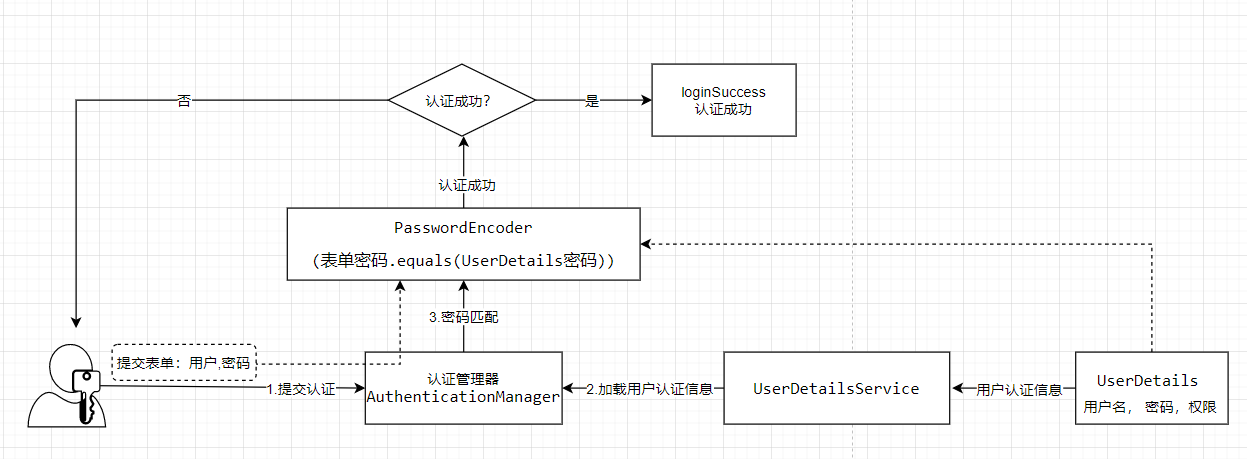 否
认证成功？
是
loginSuccess
认证成功
认证成功
PasswordEncoder
(表单密码.equals(UserDetails密码))
3.密码匹配
提交表单：用户,密码
1.提交认证
认证管理器
AuthenticationManager
2.加载用户认证信息
UserDetailsService
用户认证信息
UserDetails
用户名， 密码，权限